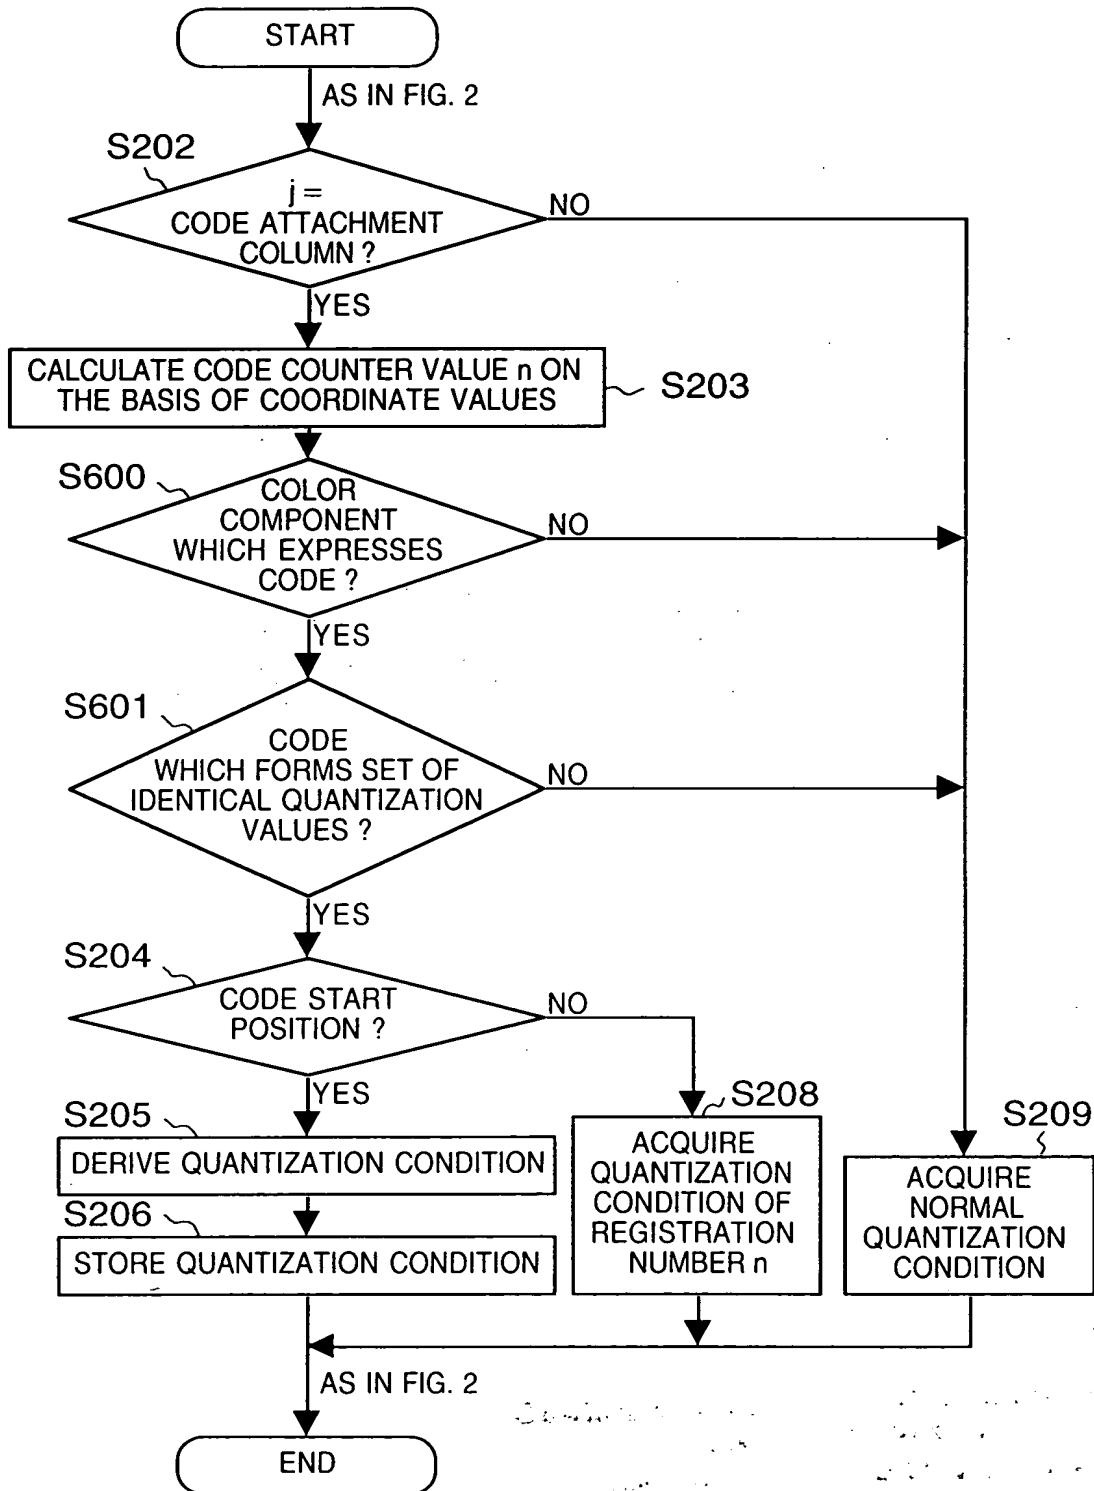 START
AS IN FIG. 2
S202
j =
CODE ATTACHMENT
COLUMN ?
NO
YES
CALCULATE CODE COUNTER VALUE n ON
THE BASIS OF COORDINATE VALUES
S203
S600
COLOR
COMPONENT
WHICH EXPRESSES
CODE ?
NO
YES
S601
CODE
WHICH FORMS SET OF
IDENTICAL QUANTIZATION
VALUES ?
NO
YES
S204
CODE START
POSITION ?
NO
YES
S205
DERIVE QUANTIZATION CONDITION
S206
STORE QUANTIZATION CONDITION
S208
ACQUIRE
QUANTIZATION
CONDITION OF
REGISTRATION
NUMBER n
S209
ACQUIRE
NORMAL
QUANTIZATION
CONDITION
AS IN FIG. 2
END